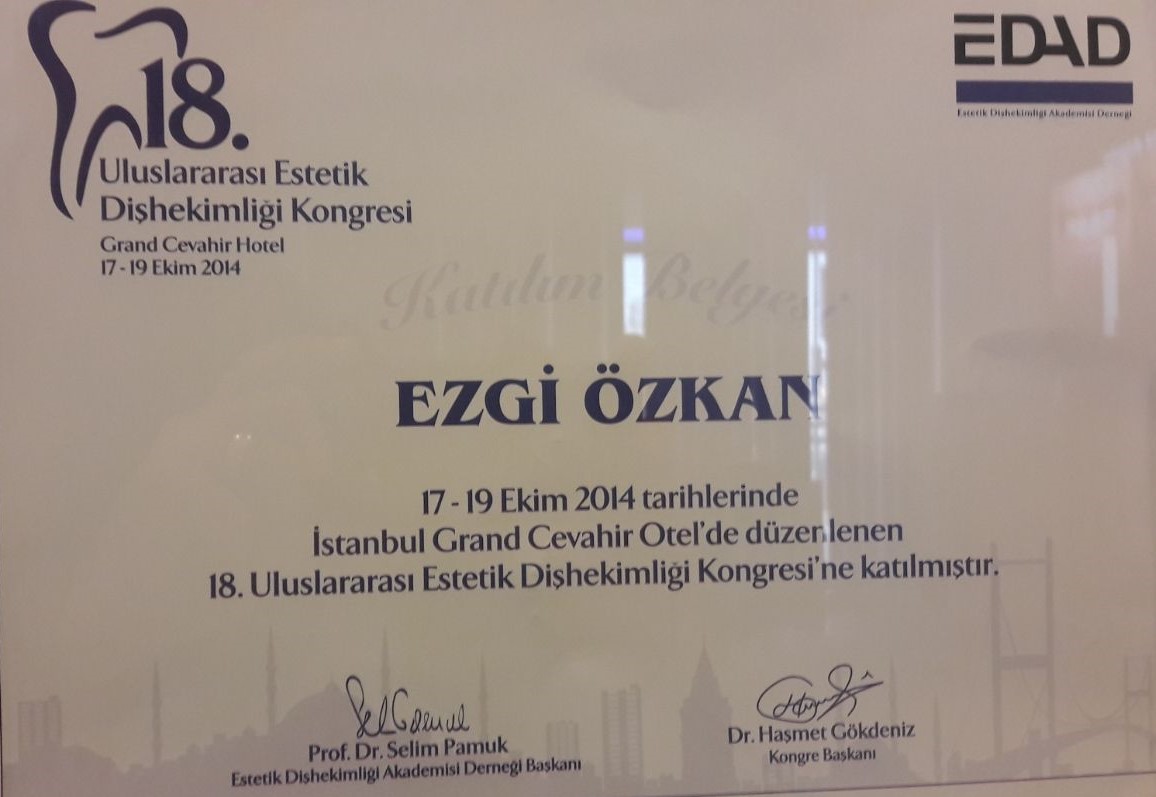 18.
Uluslararası Estetik
Dişhekimliği Kongresi
Grand Cevahir Hotel
17 - 19 Ekim 2014
EDAD
Estetik Dişhekimliği Akademisi Derneği
Katılım Belgesi
EZGİ ÖZKAN
17 - 19 Ekim 2014 tarihlerinde
İstanbul Grand Cevahir Otel'de düzenlenen
18. Uluslararası Estetik Dişhekimliği Kongresi'ne katılmıştır.
Prof. Dr. Selim Pamuk
Estetik Dişhekimliği Akademisi Derneği Başkanı
Dr. Haşmet Gökdeniz
Kongre Başkanı